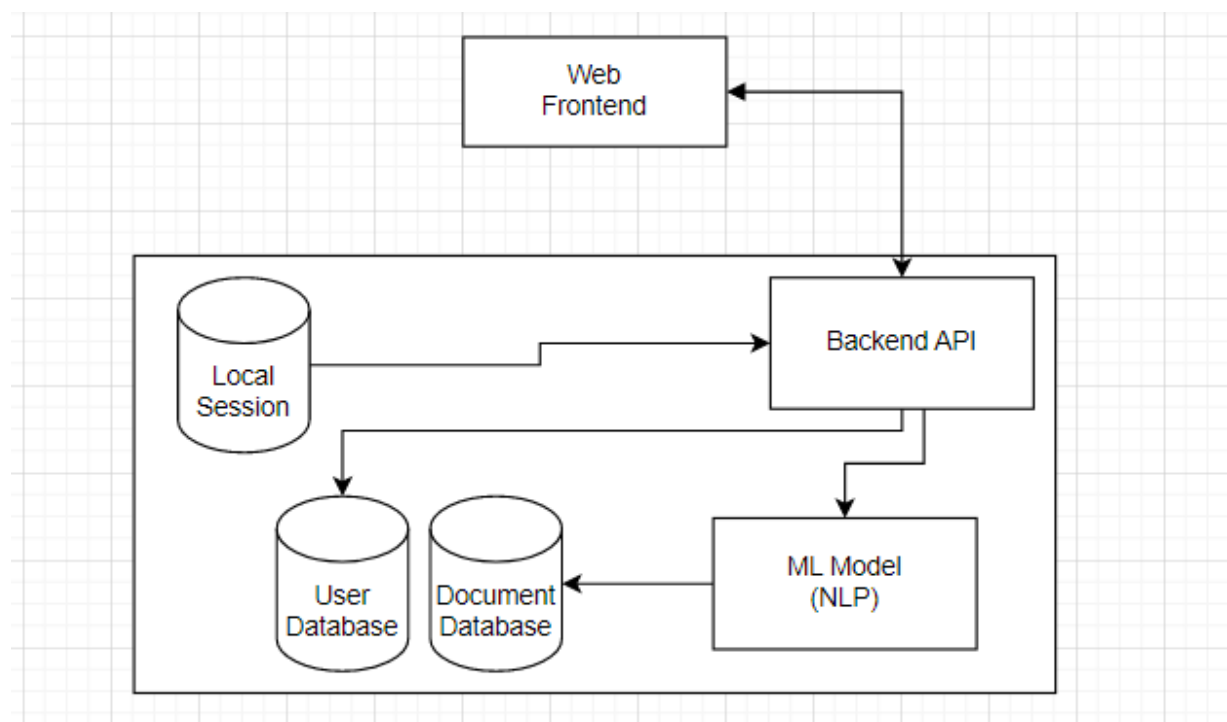 Web
Frontend
Backend API
Local
Session
User
Database
Document
Database
ML Model
(NLP)